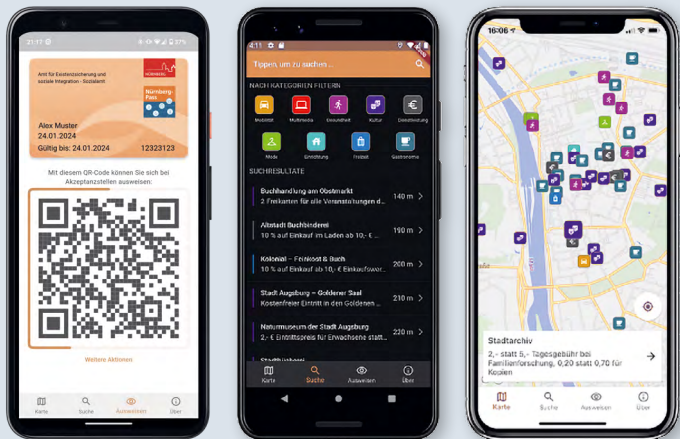 21:17
37%
Amt für Existenzsicherung und
soziale Integration - Sozialamt
NÜRNBERG
Nürnberg-
Pass
Alex Muster
24.01.2024
Gültig bis: 24.01.2024
12323123
Mit diesem QR-Code können Sie sich bei
Akzeptanzstellen ausweisen:
Weitere Aktionen
Karte
Suche
Ausweisen
Über
4:11
Tippen, um zu suchen ...
NACH KATEGORIEN FILTERN
Mobilität
Multimedia
Gesundheit
Kultur
Dienstleistung
Mode
Einrichtung
Freizeit
Gastronomie
SUCHRESULTATE
Buchhandlung am Obstmarkt
2 Freikarten für alle Veranstaltungen d...
140 m
Altstadt Buchbinderei
10 % auf Einkauf im Laden ab 10,- € ...
190 m
Kolonial – Feinkost & Buch
10 % auf Einkauf ab 10,- € Einkaufswer...
200 m
Stadt Augsburg – Goldener Saal
Kostenfreier Eintritt in den Goldenen ...
210 m
Naturmuseum der Stadt Augsburg
2,- € Eintrittspreis für Erwachsene statt...
220 m
Stadtbücherei
Karte
Suche
Ausweisen
Über
16:06
Stadtarchiv
2,- statt 5,- Tagesgebühr bei
Familienforschung, 0,20 statt 0,70 für
Kopien
Karte
Suche
Ausweisen
Über